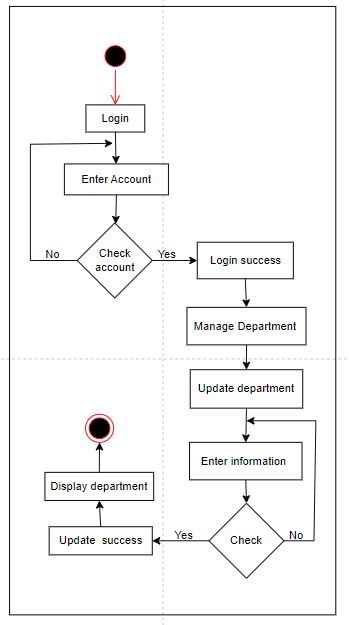 Login
Enter Account
Check
account
No
Yes
Login success
Manage Department
Update department
Enter information
Check
No
Yes
Update  success
Display department